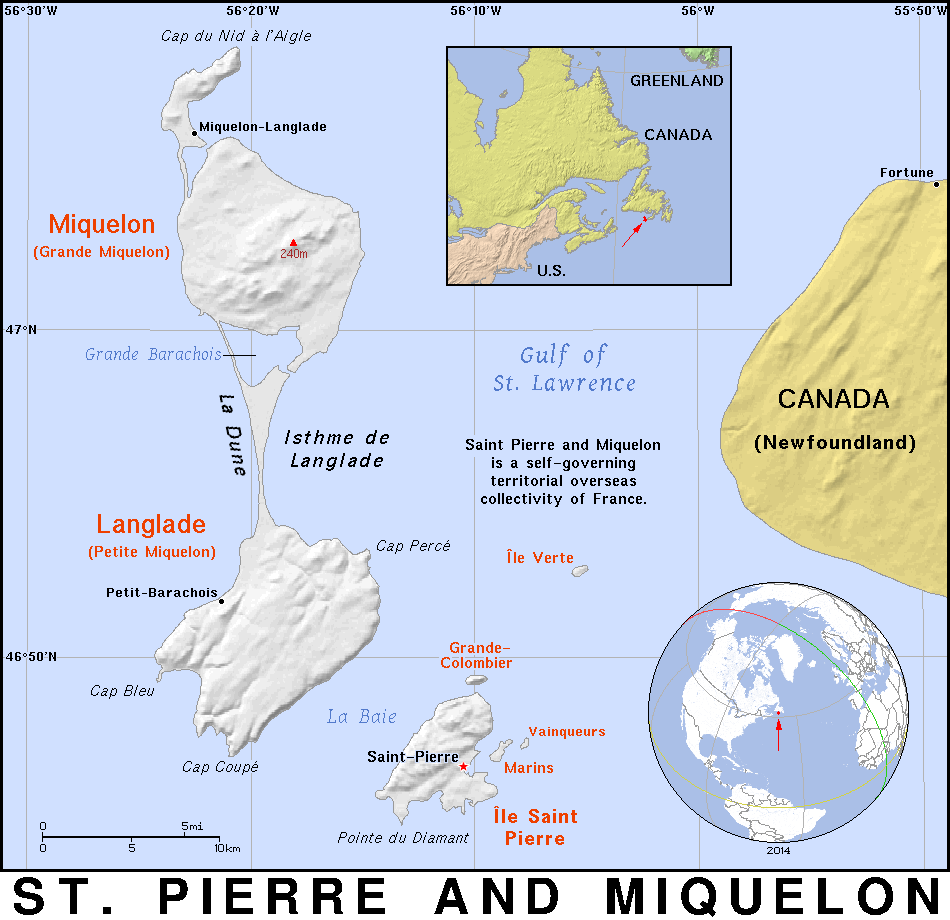 56°30'W
56°20'W
56°10'W
56°W
55°50'W
Cap du Nid à l'Aigle
GREENLAND
CANADA
U.S.
Miquelon-Langlade
Fortune
Miquelon
(Grande Miquelon)
240m
47°N
Grande Barachois
Gulf of
St. Lawrence
CANADA
(Newfoundland)
La Dune
Isthme de
Langlade
Saint Pierre and Miquelon
is a self-governing
territorial overseas
collectivity of France.
Langlade
(Petite Miquelon)
Cap Percé
Île Verte
Petit-Barachois
46°50'N
Grande-
Colombier
Cap Bleu
La Baie
Vainqueurs
Saint-Pierre
Marins
Cap Coupé
Île Saint
Pierre
Pointe du Diamant
0 5mi
0 5 10km
2014
ST. PIERRE AND MIQUELON